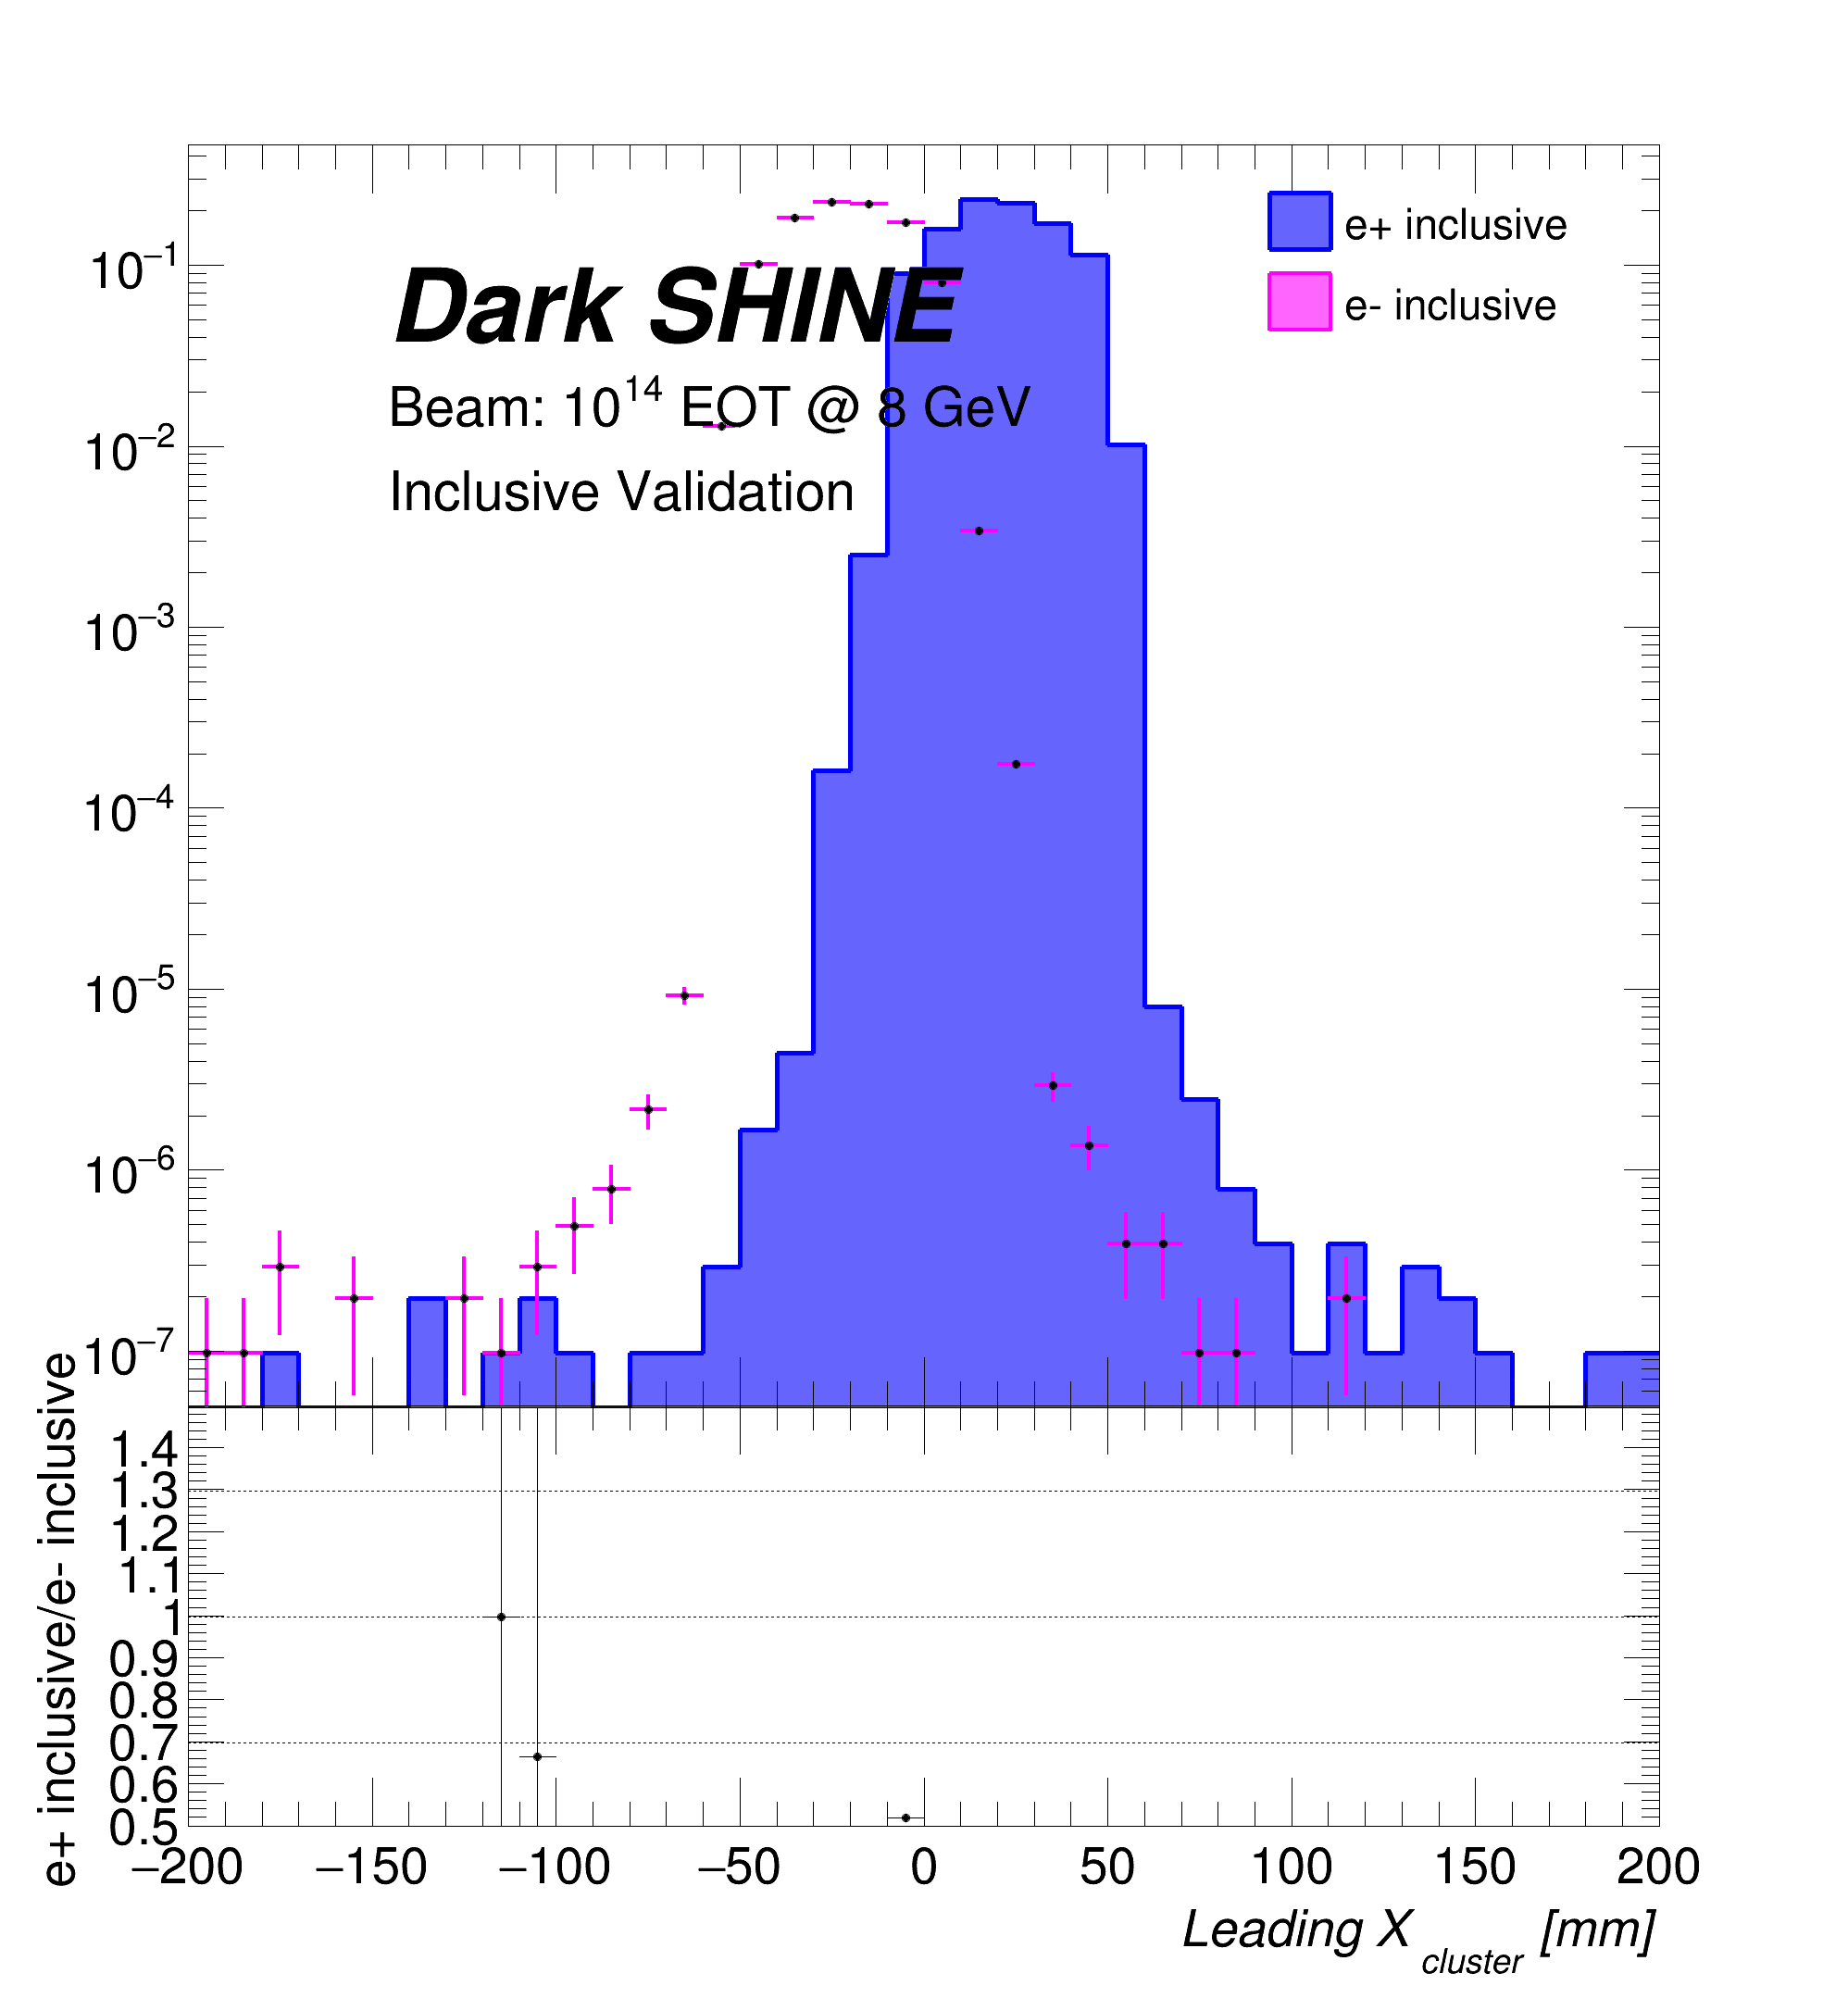 e+ inclusive
e- inclusive
Dark SHINE
Beam: 10^14 EOT @ 8 GeV
Inclusive Validation
10^−1
10^−2
10^−3
10^−4
10^−5
10^−6
10^−7
e+ inclusive/e- inclusive
1.4
1.3
1.2
1.1
1
0.9
0.8
0.7
0.6
0.5
−200 −150 −100 −50 0 50 100 150 200
Leading X cluster [mm]